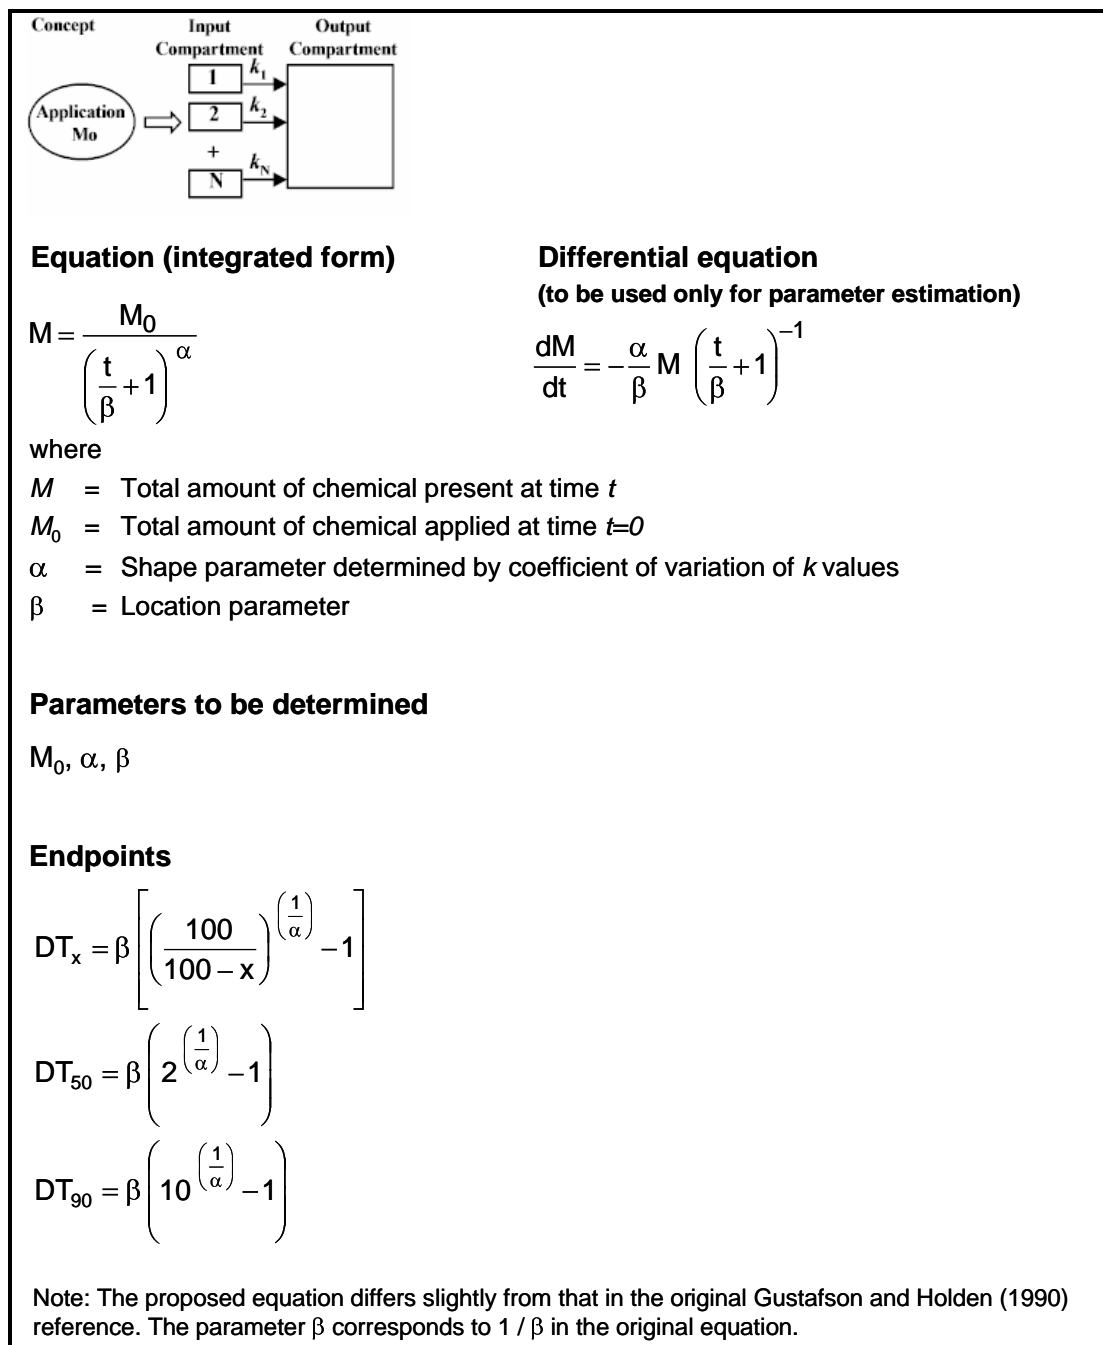 Concept Input Output
Compartment Compartment
Application
Mo
1 k₁
2 k₂
+
N k_N
Equation (integrated form)
M = M₀ / (t/β + 1)^α
Differential equation
(to be used only for parameter estimation)
dM/dt = −α/β M (t/β + 1)^−1
where
M = Total amount of chemical present at time t
M₀ = Total amount of chemical applied at time t=0
α = Shape parameter determined by coefficient of variation of k values
β = Location parameter
Parameters to be determined
M₀, α, β
Endpoints
DTₓ = β [(100 / (100 − x))^(1/α) − 1]
DT₅₀ = β (2^(1/α) − 1)
DT₉₀ = β (10^(1/α) − 1)
Note: The proposed equation differs slightly from that in the original Gustafson and Holden (1990)
reference. The parameter β corresponds to 1 / β in the original equation.